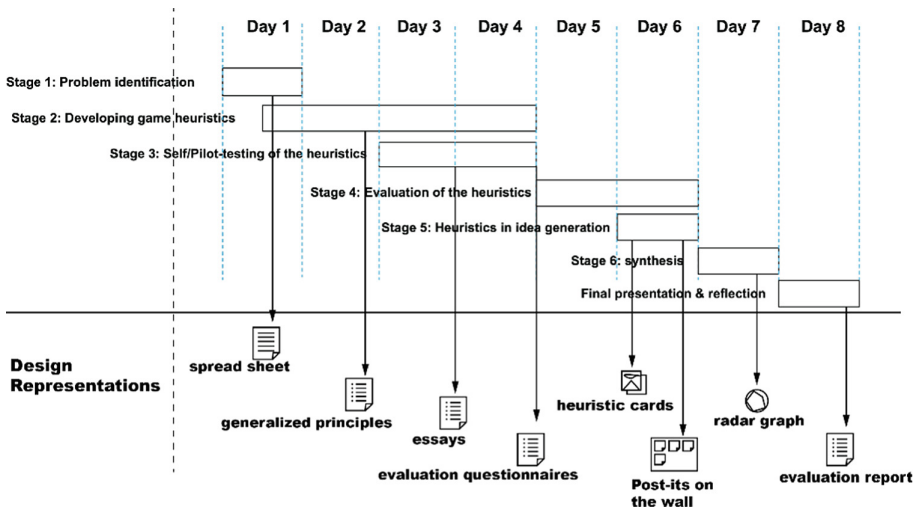 Day 1 Day 2 Day 3 Day 4 Day 5 Day 6 Day 7 Day 8
Stage 1: Problem identification
Stage 2: Developing game heuristics
Stage 3: Self/Pilot-testing of the heuristics
Stage 4: Evaluation of the heuristics
Stage 5: Heuristics in idea generation
Stage 6: synthesis
Final presentation & reflection
Design
Representations
spread sheet
generalized principles
essays
evaluation questionnaires
heuristic cards
Post-its on
the wall
radar graph
evaluation report